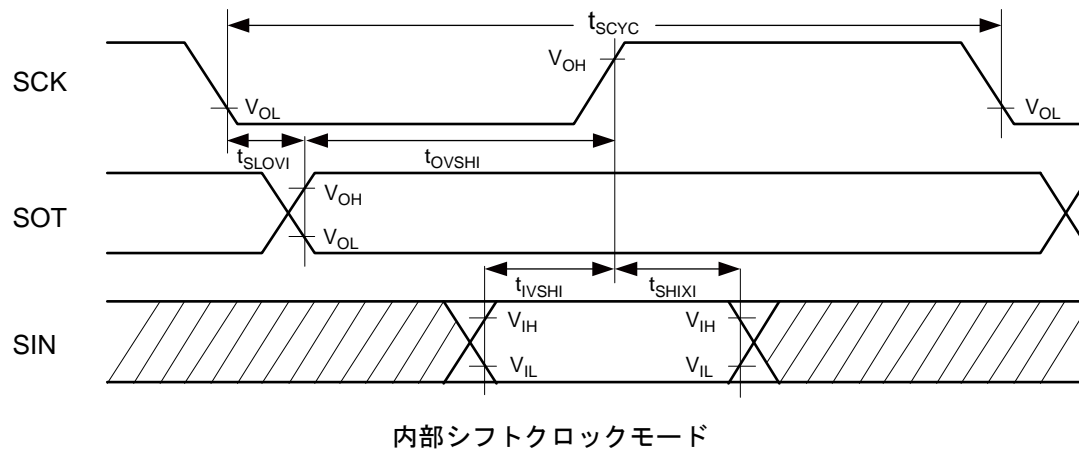 tSCYC
SCK
VOH
VOL
VOL
tSLOVI
tOVSHI
SOT
VOH
VOL
tIVSHI
tSHIXI
SIN
VIH
VIH
VIL
VIL
内部シフトクロックモード